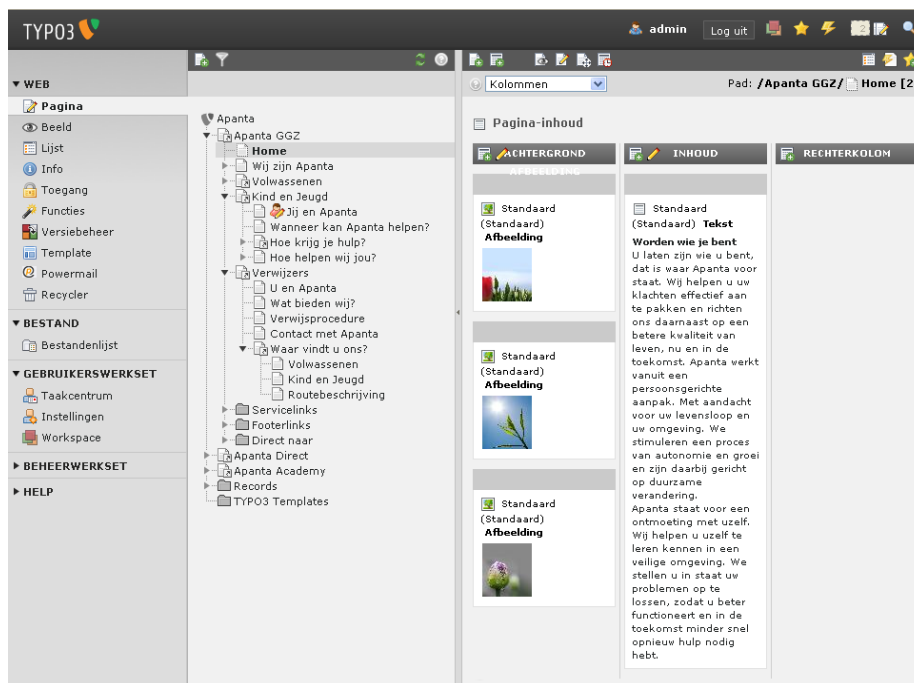 TYPO3
admin
Log uit
2
WEB
Pagina
Beeld
Lijst
Info
Toegang
Functies
Versiebeheer
Template
Powermail
Recycler
BESTAND
Bestandenlijst
GEBRUIKERSWERKSET
Taakcentrum
Instellingen
Workspace
BEHEERWERKSET
HELP
Apanta
Apanta GGZ
Home
Wij zijn Apanta
Volwassenen
Kind en Jeugd
Jij en Apanta
Wanneer kan Apanta helpen?
Hoe krijg je hulp?
Hoe helpen wij jou?
Verwijzers
U en Apanta
Wat bieden wij?
Verwijsprocedure
Contact met Apanta
Waar vindt u ons?
Volwassenen
Kind en Jeugd
Routebeschrijving
Servicelinks
Footerlinks
Direct naar
Apanta Direct
Apanta Academy
Records
TYPO3 Templates
Kolommen
Pad: /Apanta GGZ/ Home [2
Pagina-inhoud
ACHTERGROND
AFBEELDING
Standaard
(Standaard)
Afbeelding
Standaard
(Standaard)
Afbeelding
Standaard
(Standaard)
Afbeelding
INHOUD
Standaard
(Standaard) Tekst
Worden wie je bent
U laten zijn wie u bent,
dat is waar Apanta voor
staat. Wij helpen u uw
klachten effectief aan
te pakken en richten
ons daarnaast op een
betere kwaliteit van
leven, nu en in de
toekomst. Apanta werkt
vanuit een
persoonsgerichte
aanpak. Met aandacht
voor uw levensloop en
uw omgeving. We
stimuleren een proces
van autonomie en groei
en zijn daarbij gericht
op duurzame
verandering.
Apanta staat voor een
ontmoeting met uzelf.
Wij helpen u uzelf te
leren kennen in een
veilige omgeving. We
stellen u in staat uw
problemen op te
lossen, zodat u beter
functioneert en in de
toekomst minder snel
opnieuw hulp nodig
hebt.
RECHTERKOLOM